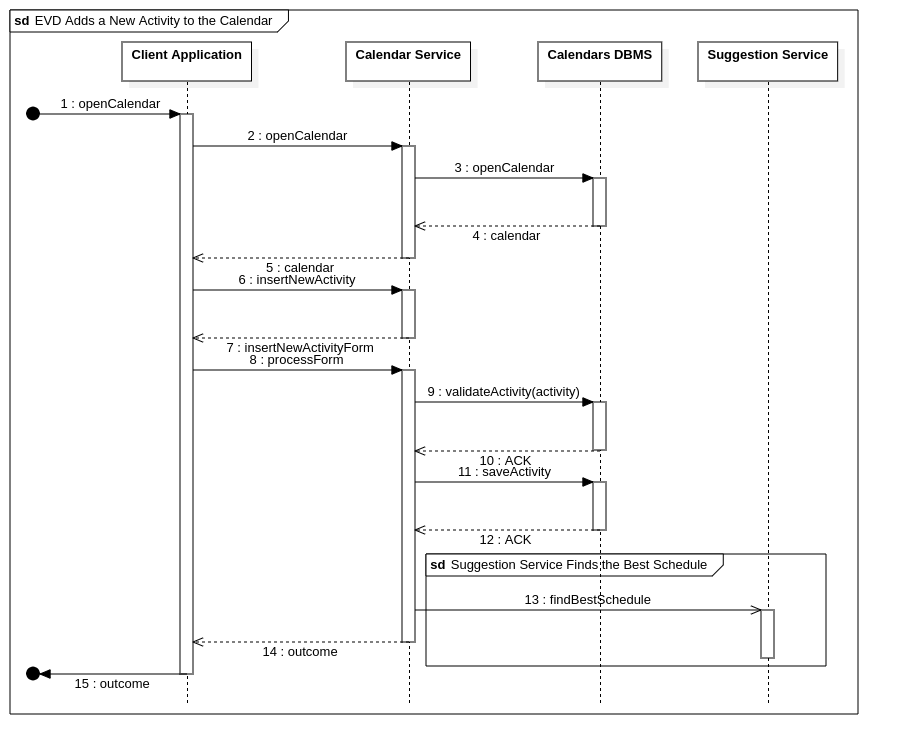 sd EVD Adds a New Activity to the Calendar
Client Application
Calendar Service
Calendars DBMS
Suggestion Service
1 : openCalendar
2 : openCalendar
3 : openCalendar
4 : calendar
5 : calendar
6 : insertNewActivity
7 : insertNewActivityForm
8 : processForm
9 : validateActivity(activity)
10 : ACK
11 : saveActivity
12 : ACK
sd Suggestion Service Finds the Best Schedule
13 : findBestSchedule
14 : outcome
15 : outcome